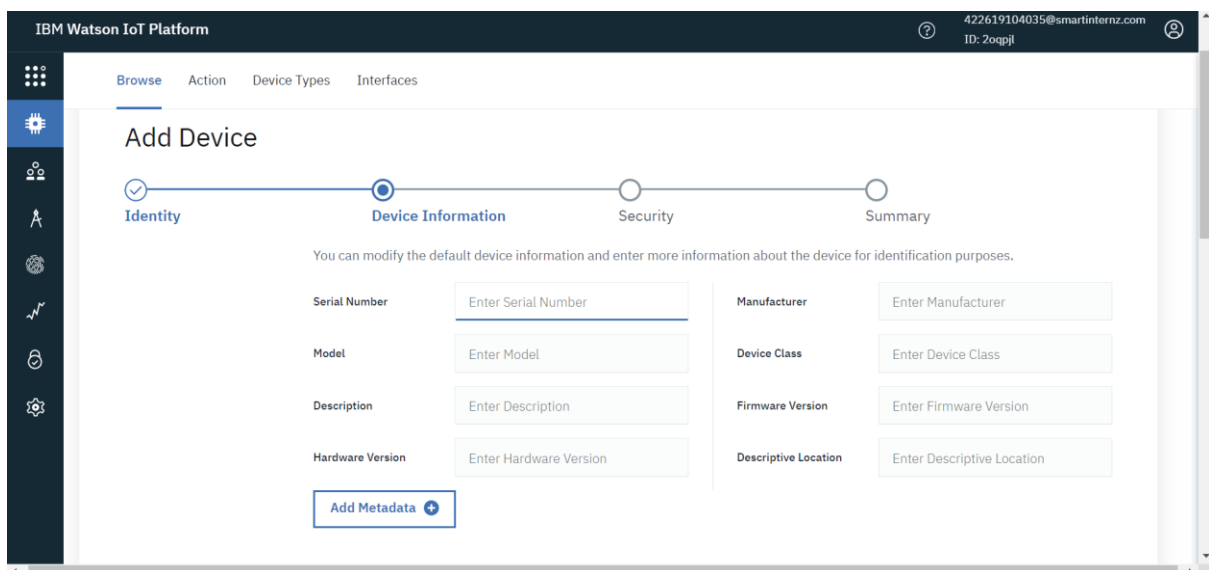 IBM Watson IoT Platform
422619104035@smartinternz.com
ID: 2oqpjl
Browse Action Device Types Interfaces
Add Device
Identity Device Information Security Summary
You can modify the default device information and enter more information about the device for identification purposes.
Serial Number Enter Serial Number Manufacturer Enter Manufacturer
Model Enter Model Device Class Enter Device Class
Description Enter Description Firmware Version Enter Firmware Version
Hardware Version Enter Hardware Version Descriptive Location Enter Descriptive Location
Add Metadata